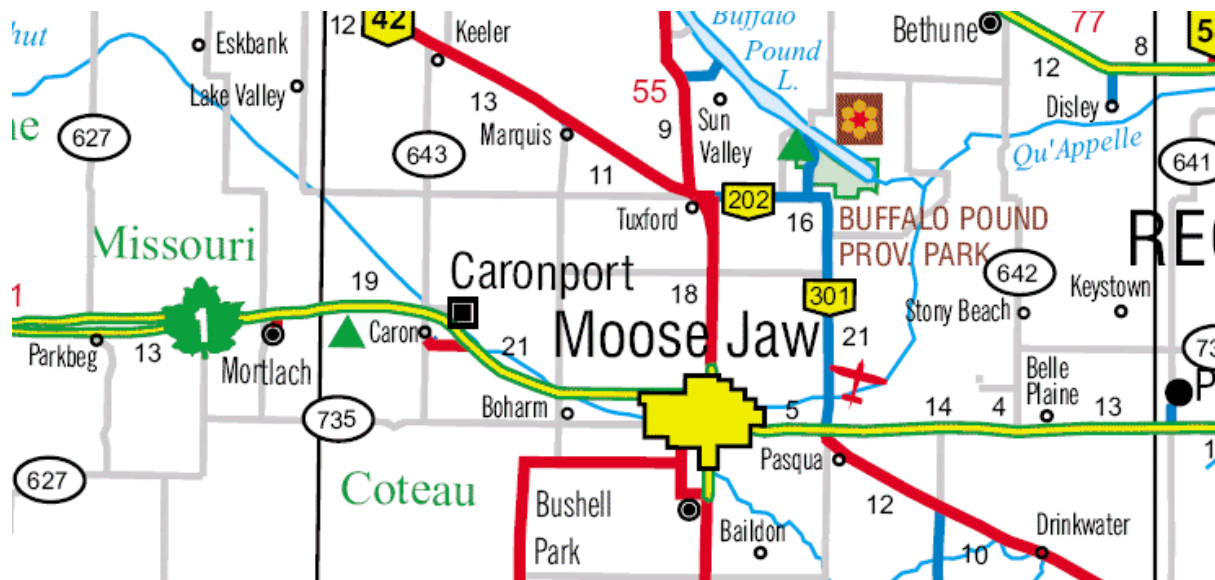 42
12
Keeler
Buffalo
Pound
L.
Bethune
77
8
12
Eskbank
hut
Lake Valley
13
55
Disley
Marquis
9
Sun
Valley
Qu'Appelle
627
643
641
11
202
Tuxford
16
BUFFALO POUND
PROV. PARK
Missouri
642
Keystown
19
Caronport
18
301
Stony Beach
1
Caron
21
Moose Jaw
21
Parkbeg
13
Mortlach
Belle
Plaine
735
Boharm
5
14
4
13
627
Coteau
Pasqua
Bushell
Park
12
Baildon
Drinkwater
10